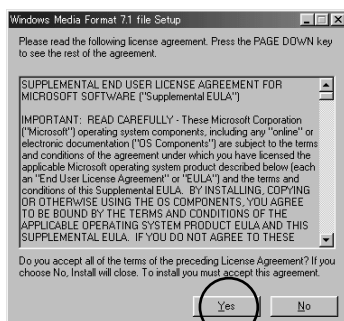 Windows Media Format 7.1 file Setup
Please read the following license agreement. Press the PAGE DOWN key
to see the rest of the agreement.
SUPPLEMENTAL END USER LICENSE AGREEMENT FOR
MICROSOFT SOFTWARE ("Supplemental EULA")
IMPORTANT: READ CAREFULLY - These Microsoft Corporation
("Microsoft") operating system components, including any "online" or
electronic documentation ("OS Components") are subject to the terms
and conditions of the agreement under which you have licensed the
applicable Microsoft operating system product described below (each
an "End User License Agreement" or "EULA") and the terms and
conditions of this Supplemental EULA. BY INSTALLING, COPYING
OR OTHERWISE USING THE OS COMPONENTS, YOU AGREE
TO BE BOUND BY THE TERMS AND CONDITIONS OF THE
APPLICABLE OPERATING SYSTEM PRODUCT EULA AND THIS
SUPPLEMENTAL EULA. IF YOU DO NOT AGREE TO THESE
Do you accept all of the terms of the preceding License Agreement? If you
choose No, Install will close. To install you must accept this agreement.
Yes No